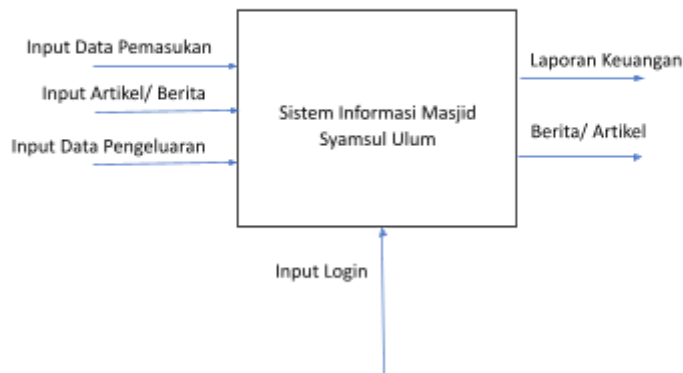 Input Data Pemasukan
Input Artikel/ Berita
Input Data Pengeluaran
Sistem Informasi Masjid
Syamsul Ulum
Laporan Keuangan
Berita/ Artikel
Input Login